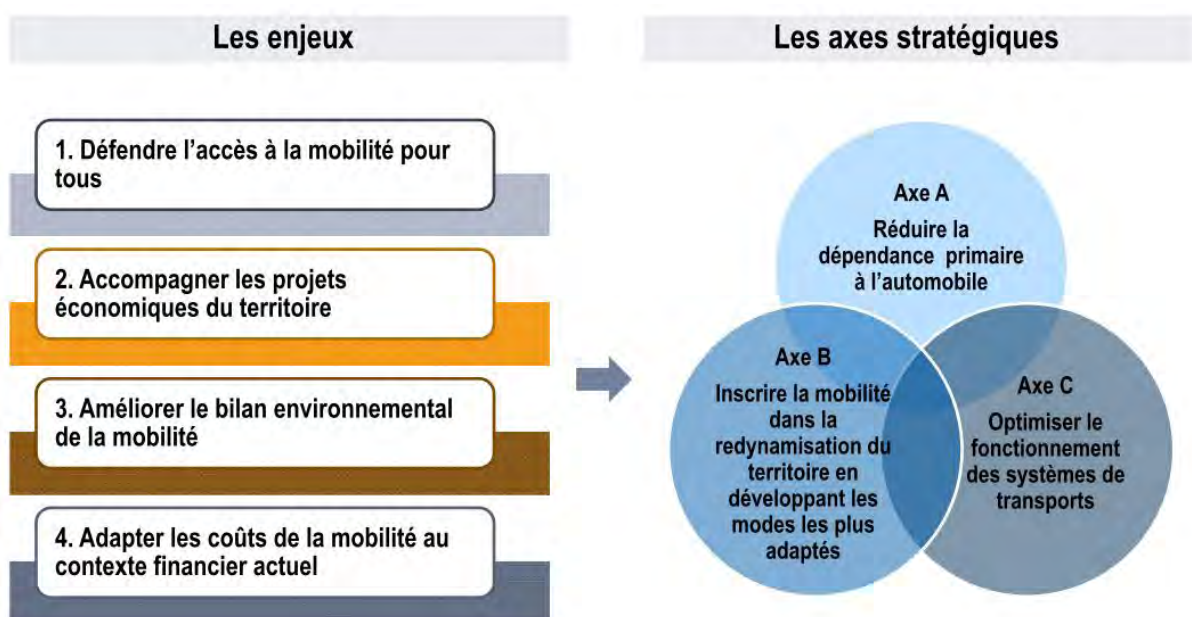 Les enjeux
1. Défendre l'accès à la mobilité pour
tous
2. Accompagner les projets
économiques du territoire
3. Améliorer le bilan environnemental
de la mobilité
4. Adapter les coûts de la mobilité au
contexte financier actuel
Les axes stratégiques
Axe A
Réduire la
dépendance primaire
à l'automobile
Axe B
Inscrire la mobilité
dans la
redynamisation du
territoire en
développant les
modes les plus
adaptés
Axe C
Optimiser le
fonctionnement
des systèmes de
transports